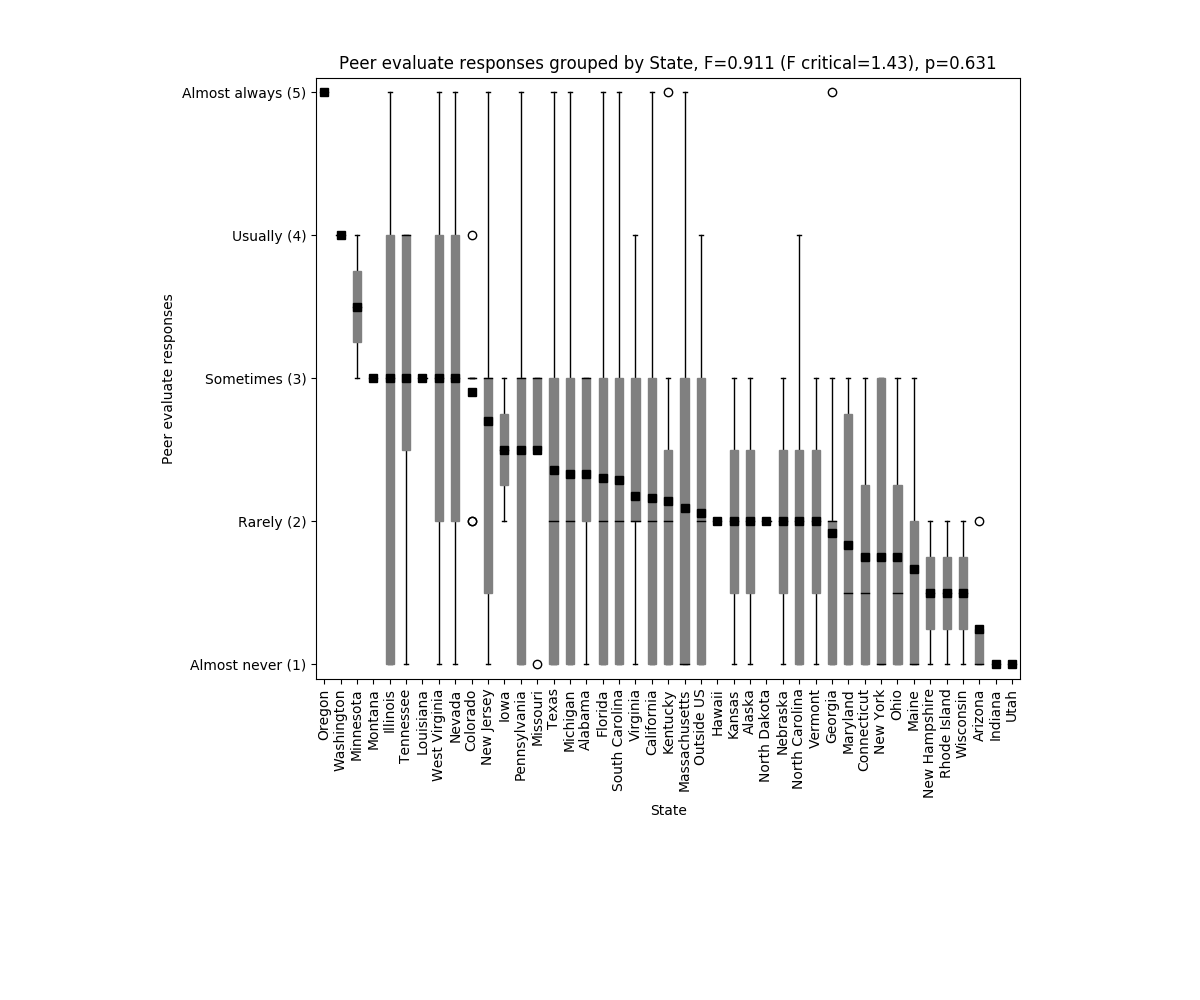 Peer evaluate responses grouped by State, F=0.911 (F critical=1.43), p=0.631
Almost always (5)
Usually (4)
Sometimes (3)
Rarely (2)
Almost never (1)
Peer evaluate responses
Oregon
Washington
Minnesota
Montana
Illinois
Tennessee
Louisiana
West Virginia
Nevada
Colorado
New Jersey
Iowa
Pennsylvania
Missouri
Texas
Michigan
Alabama
Florida
South Carolina
Virginia
California
Kentucky
Massachusetts
Outside US
Hawaii
Kansas
Alaska
North Dakota
Nebraska
North Carolina
Vermont
Georgia
Maryland
Connecticut
New York
Ohio
Maine
New Hampshire
Rhode Island
Wisconsin
Arizona
Indiana
Utah
State